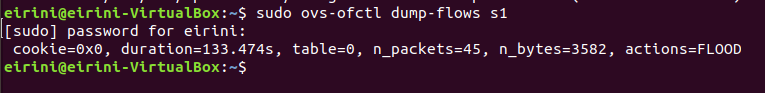 eirini@eirini-VirtualBox:~$ sudo ovs-ofctl dump-flows s1
[sudo] password for eirini:
 cookie=0x0, duration=133.474s, table=0, n_packets=45, n_bytes=3582, actions=FLOOD
eirini@eirini-VirtualBox:~$